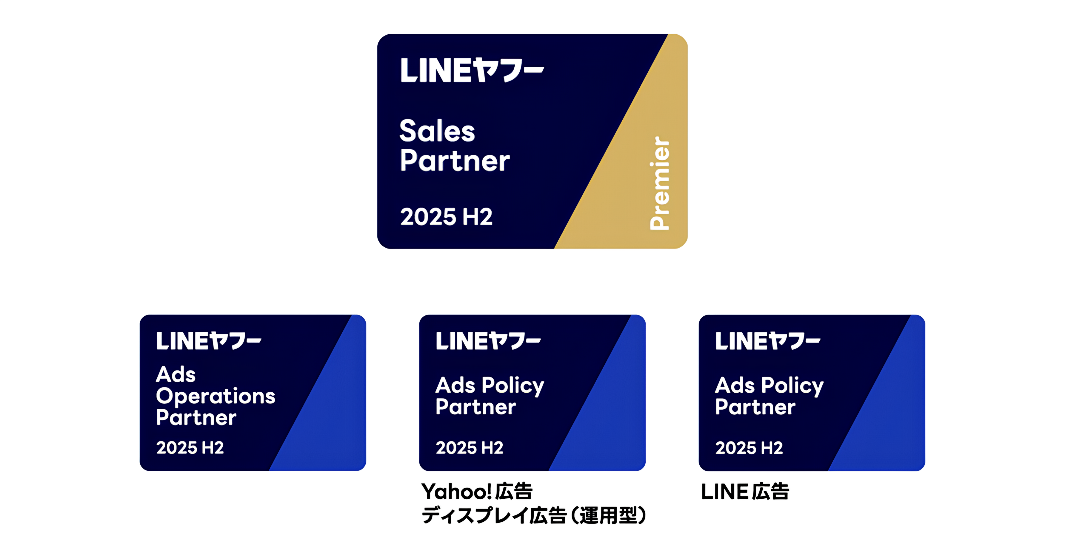 LINEヤフー
Sales
Partner
2025 H2
Premier
LINEヤフー
Ads
Operations
Partner
2025 H2
LINEヤフー
Ads Policy
Partner
2025 H2
Yahoo!広告
ディスプレイ広告（運用型）
LINEヤフー
Ads Policy
Partner
2025 H2
LINE広告